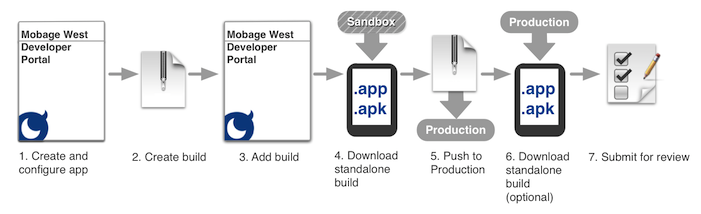 Mobage West
Developer
Portal
Mobage West
Developer
Portal
Sandbox
.app
.apk
Production
Production
.app
.apk
1. Create and
configure app
2. Create build
3. Add build
4. Download
standalone
build
5. Push to
Production
6. Download
standalone
build
(optional)
7. Submit for review